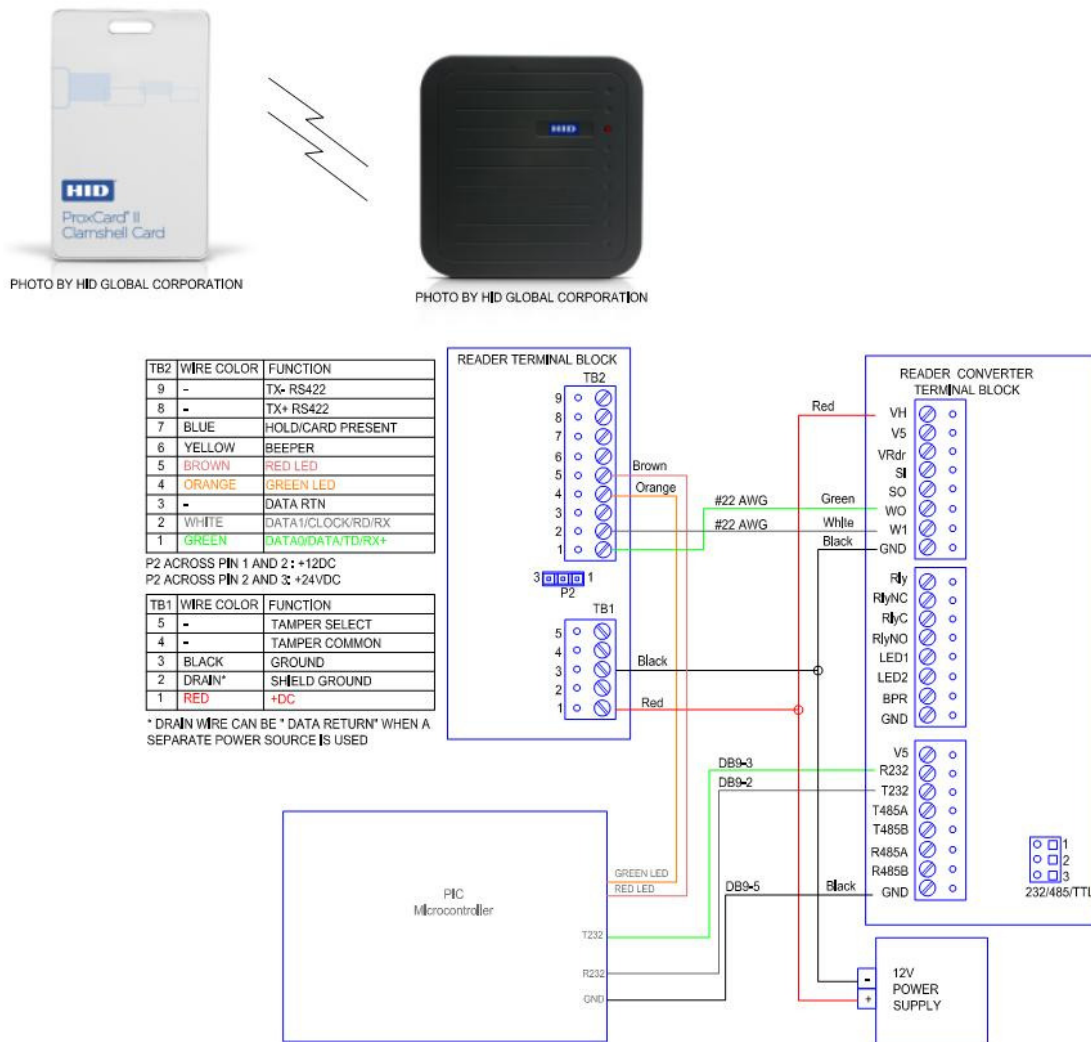 HID
ProxCard® II
Clamshell Card
PHOTO BY HID GLOBAL CORPORATION
HID
PHOTO BY HID GLOBAL CORPORATION
TB2 WIRE COLOR FUNCTION
9 - TX- RS422
8 - TX+ RS422
7 BLUE HOLD/CARD PRESENT
6 YELLOW BEEPER
5 BROWN RED LED
4 ORANGE GREEN LED
3 - DATA RTN
2 WHITE DATA1/CLOCK/RD/RX
1 GREEN DATA0/DATA/TD/RX+
P2 ACROSS PIN 1 AND 2 : +12DC
P2 ACROSS PIN 2 AND 3: +24VDC
TB1 WIRE COLOR FUNCTION
5 - TAMPER SELECT
4 - TAMPER COMMON
3 BLACK GROUND
2 DRAIN* SHIELD GROUND
1 RED +DC
* DRAIN WIRE CAN BE " DATA RETURN" WHEN A
SEPARATE POWER SOURCE IS USED
READER TERMINAL BLOCK
TB2
9
8
7
6
5
4
3
2
1
3 1
P2
TB1
5
4
3
2
1
Brown
Orange
#22 AWG Green
#22 AWG White
Black
Red
Black
Red
READER CONVERTER
TERMINAL BLOCK
VH
V5
VRdr
SI
SO
WO
W1
GND
Rly
RlyNC
RlyC
RlyNO
LED1
LED2
BPR
GND
V5
R232
T232
T485A
T485B
R485A
R485B
GND
1
2
3
232/485/TTL
DB9-3
DB9-2
DB9-5 Black
PIC
Microcontroller
GREEN LED
RED LED
T232
R232
GND
-
+
12V
POWER
SUPPLY